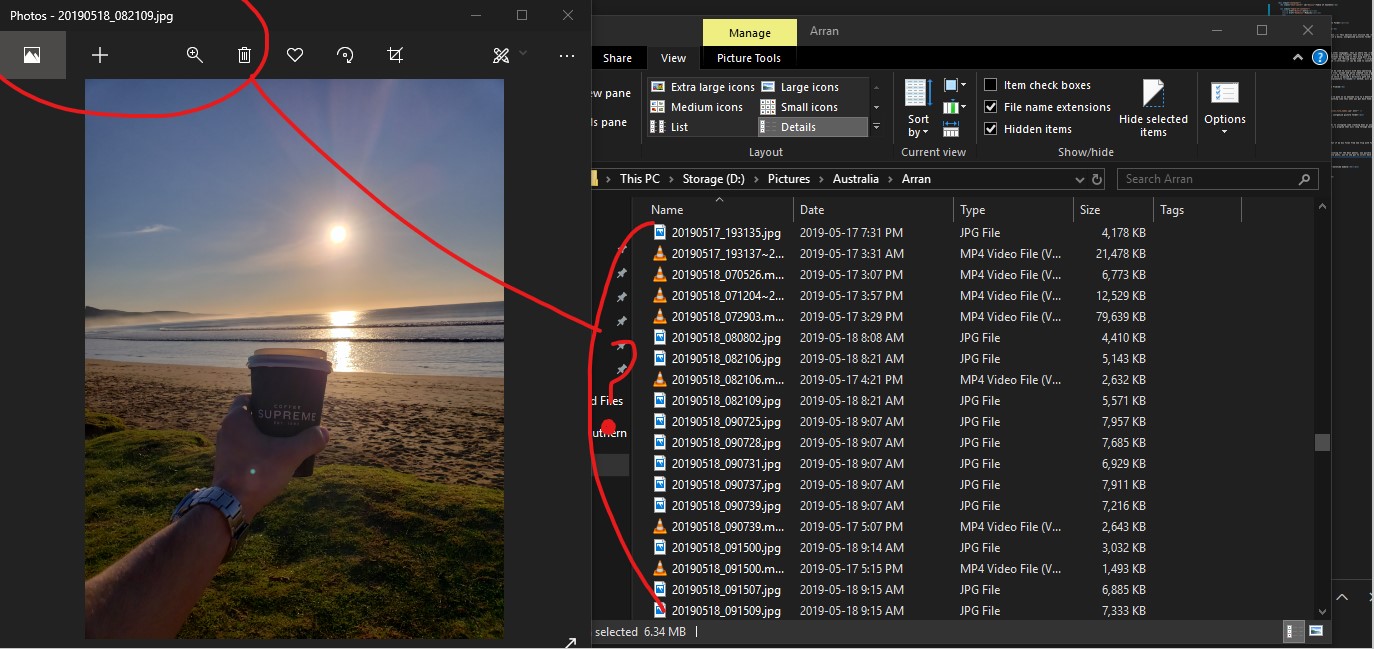 Photos - 20190518_082109.jpg
COFFEE
SUPREME
Manage
Arran
Share
View
Picture Tools
ew pane
ls pane
Extra large icons
Large icons
Medium icons
Small icons
List
Details
Layout
Sort
by
Current view
Item check boxes
File name extensions
Hidden items
Hide selected
items
Show/hide
Options
This PC > Storage (D:) > Pictures > Australia > Arran
Search Arran
Name Date Type Size Tags
20190517_193135.jpg 2019-05-17 7:31 PM JPG File 4,178 KB
20190517_193137~2... 2019-05-17 3:31 AM MP4 Video File (V... 21,478 KB
20190518_070526.m... 2019-05-17 3:07 PM MP4 Video File (V... 6,773 KB
20190518_071204~2... 2019-05-17 3:57 PM MP4 Video File (V... 12,529 KB
20190518_072903.m... 2019-05-17 3:29 PM MP4 Video File (V... 79,639 KB
20190518_080802.jpg 2019-05-18 8:08 AM JPG File 4,410 KB
20190518_082106.jpg 2019-05-18 8:21 AM JPG File 5,143 KB
20190518_082106.m... 2019-05-17 4:21 PM MP4 Video File (V... 2,632 KB
20190518_082109.jpg 2019-05-18 8:21 AM JPG File 5,571 KB
20190518_090725.jpg 2019-05-18 9:07 AM JPG File 7,957 KB
20190518_090728.jpg 2019-05-18 9:07 AM JPG File 7,685 KB
20190518_090731.jpg 2019-05-18 9:07 AM JPG File 6,929 KB
20190518_090737.jpg 2019-05-18 9:07 AM JPG File 7,911 KB
20190518_090739.jpg 2019-05-18 9:07 AM JPG File 7,216 KB
20190518_090739.m... 2019-05-17 5:07 PM MP4 Video File (V... 2,643 KB
20190518_091500.jpg 2019-05-18 9:14 AM JPG File 3,032 KB
20190518_091500.m... 2019-05-17 5:15 PM MP4 Video File (V... 1,493 KB
20190518_091507.jpg 2019-05-18 9:15 AM JPG File 6,885 KB
20190518_091509.jpg 2019-05-18 9:15 AM JPG File 7,333 KB
d Files
uthern
?
selected 6.34 MB